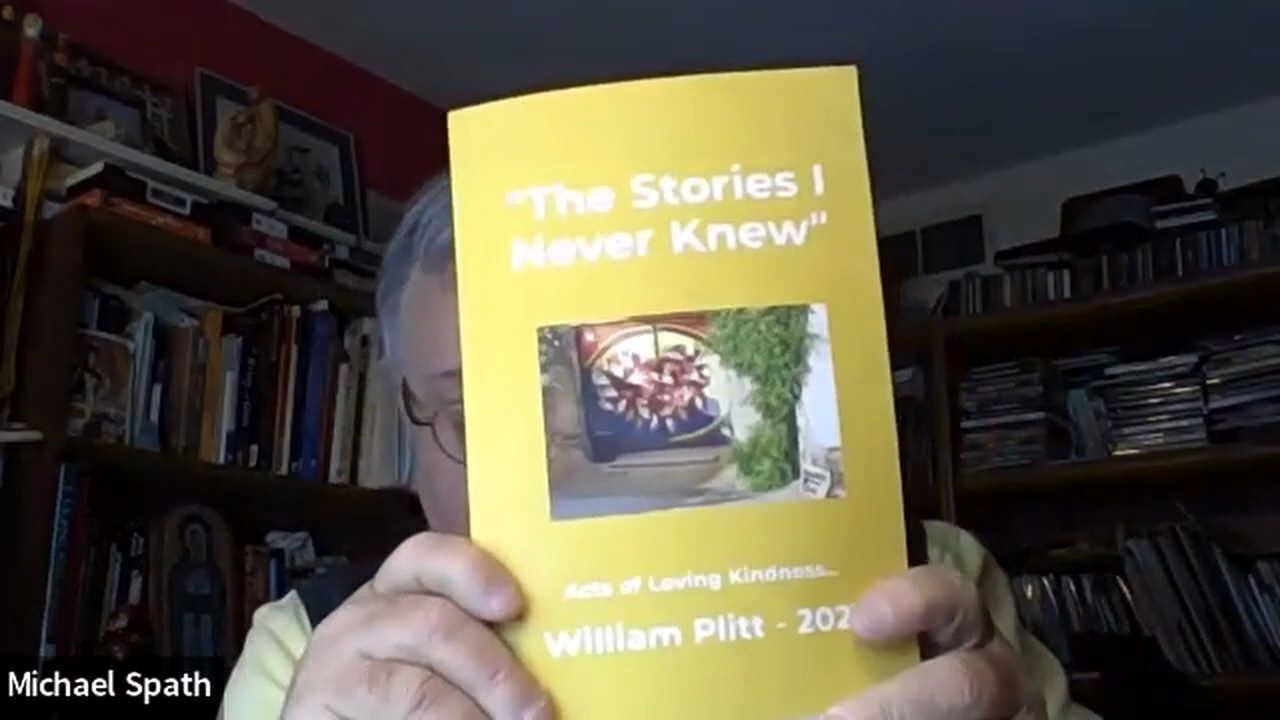 "The Stories I
Never Knew"
Acts of Loving Kindness...
William Plitt - 202
Michael Spath